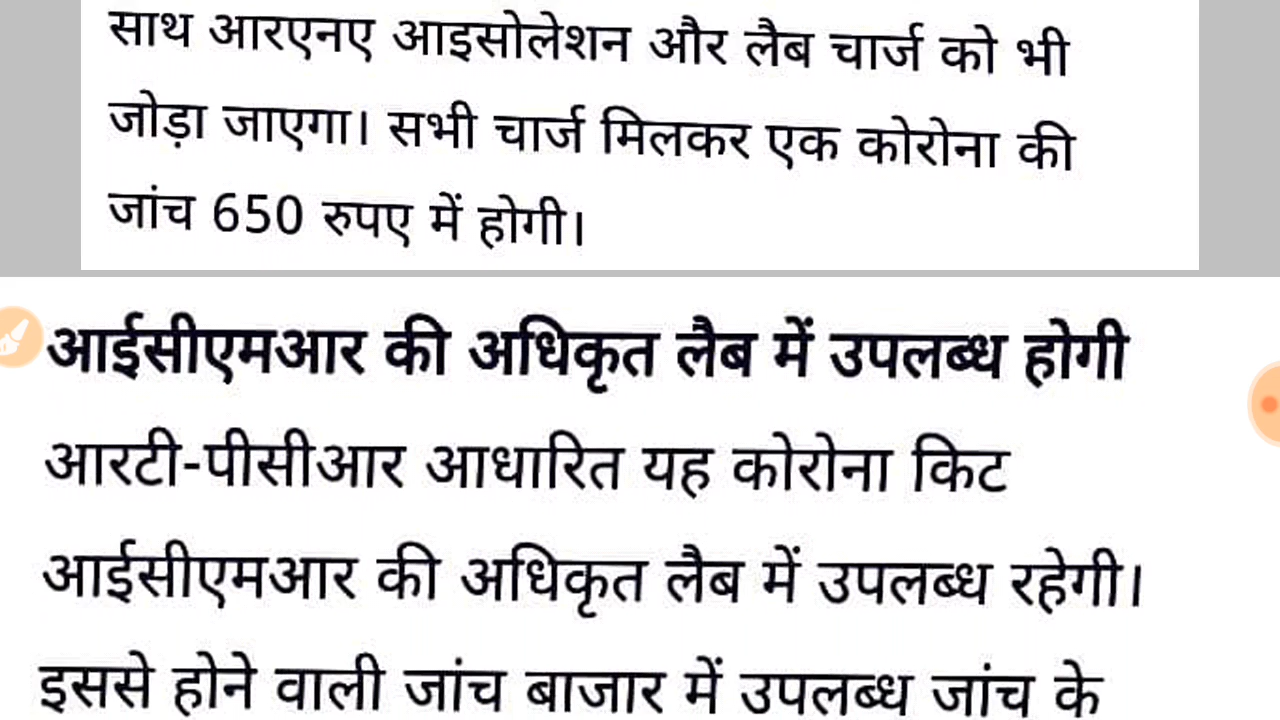 साथ आरएनए आइसोलेशन और लैब चार्ज को भी
जोड़ा जाएगा। सभी चार्ज मिलकर एक कोरोना की
जांच 650 रुपए में होगी।
आईसीएमआर की अधिकृत लैब में उपलब्ध होगी
आरटी-पीसीआर आधारित यह कोरोना किट
आईसीएमआर की अधिकृत लैब में उपलब्ध रहेगी।
इससे होने वाली जांच बाजार में उपलब्ध जांच के